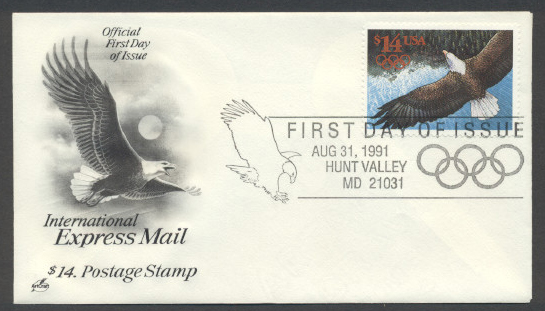 Official
First Day
of Issue
International
Express Mail
$14. Postage Stamp
ArtCraft
$14 USA
FIRST DAY OF ISSUE
AUG 31, 1991
HUNT VALLEY
MD 21031